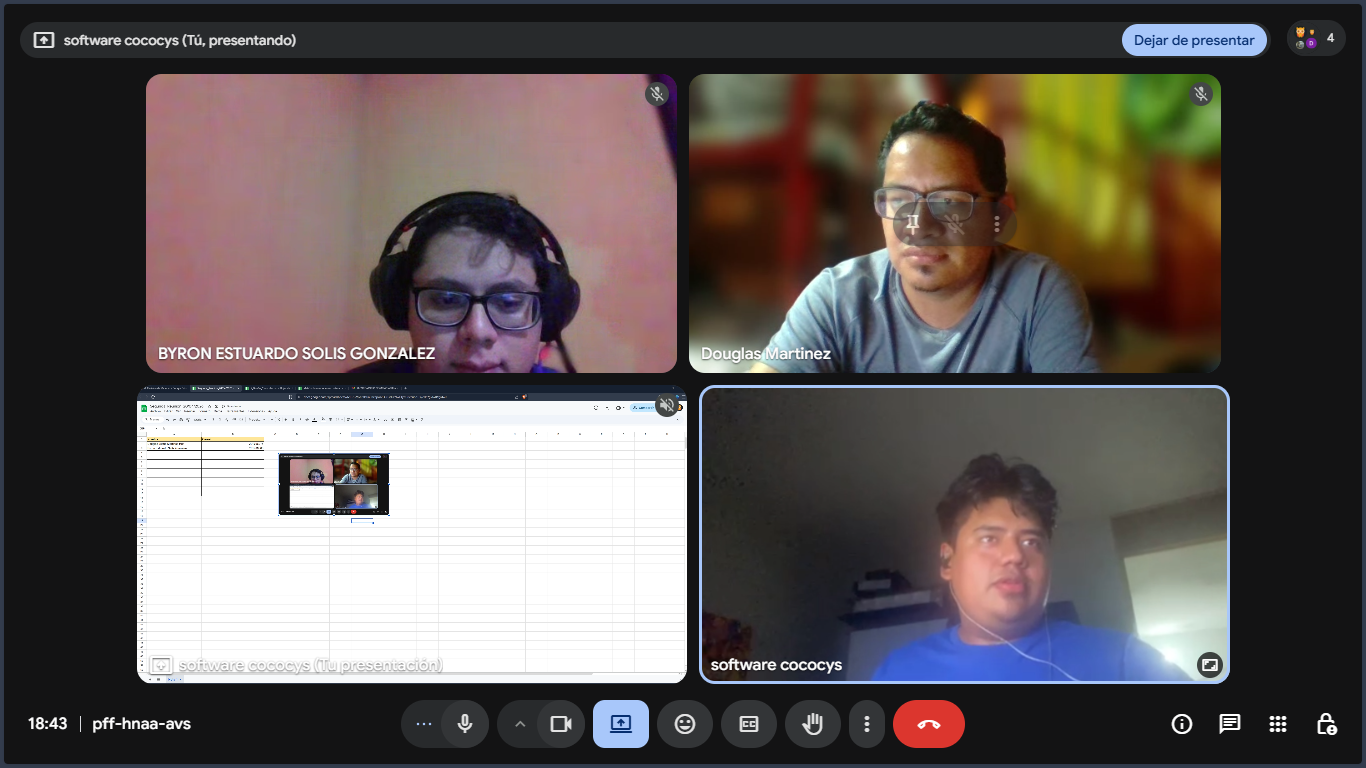 software cococys (Tú, presentando)
Dejar de presentar
4
BYRON ESTUARDO SOLIS GONZALEZ
Douglas Martinez
software cococys (Tu presentación)
software cococys
18:43
pff-hnaa-avs